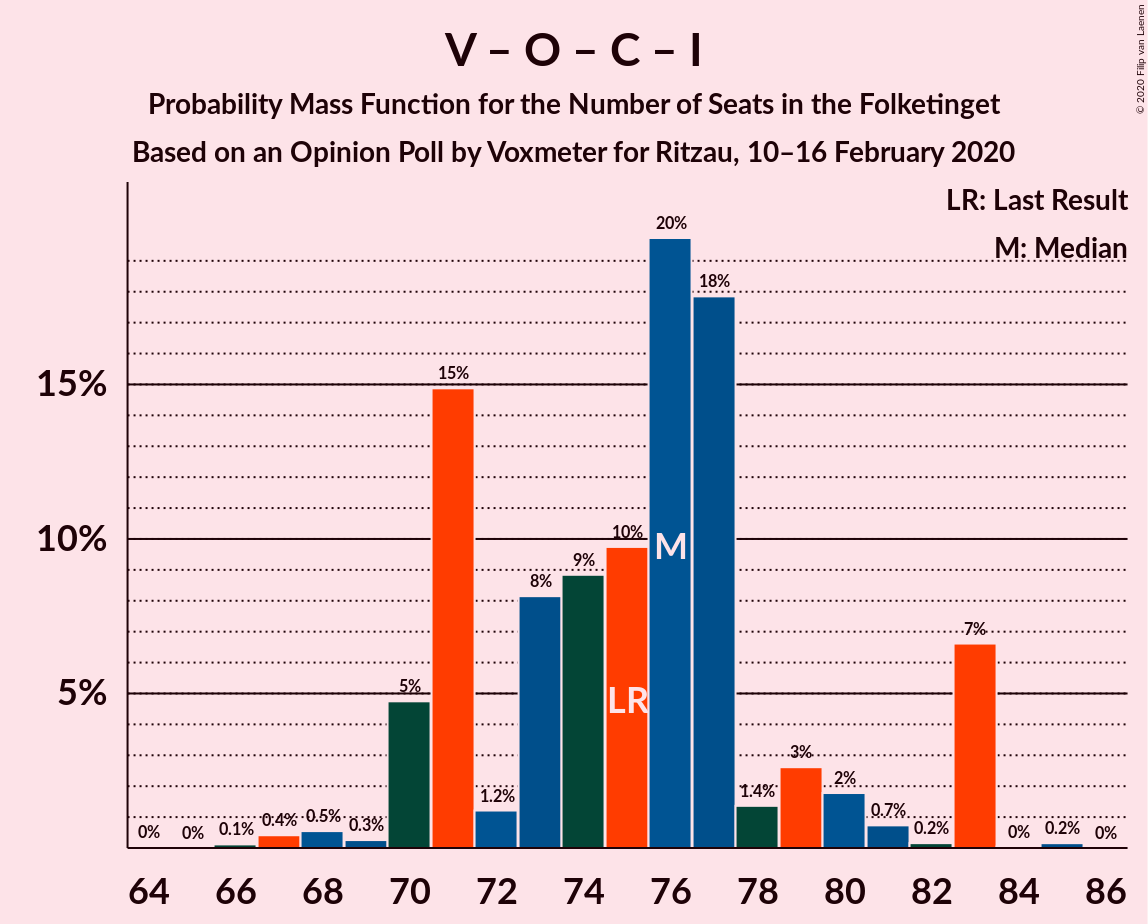 V – O – C – I
Probability Mass Function for the Number of Seats in the Folketinget
Based on an Opinion Poll by Voxmeter for Ritzau, 10–16 February 2020
© 2020 Filip van Laenen
LR: Last Result
M: Median
15%
10%
5%
0%
0%
0.1%
0.4%
0.5%
0.3%
5%
15%
1.2%
8%
9%
10%
20%
18%
1.4%
3%
2%
0.7%
0.2%
7%
0%
0.2%
0%
LR
M
64 66 68 70 72 74 76 78 80 82 84 86